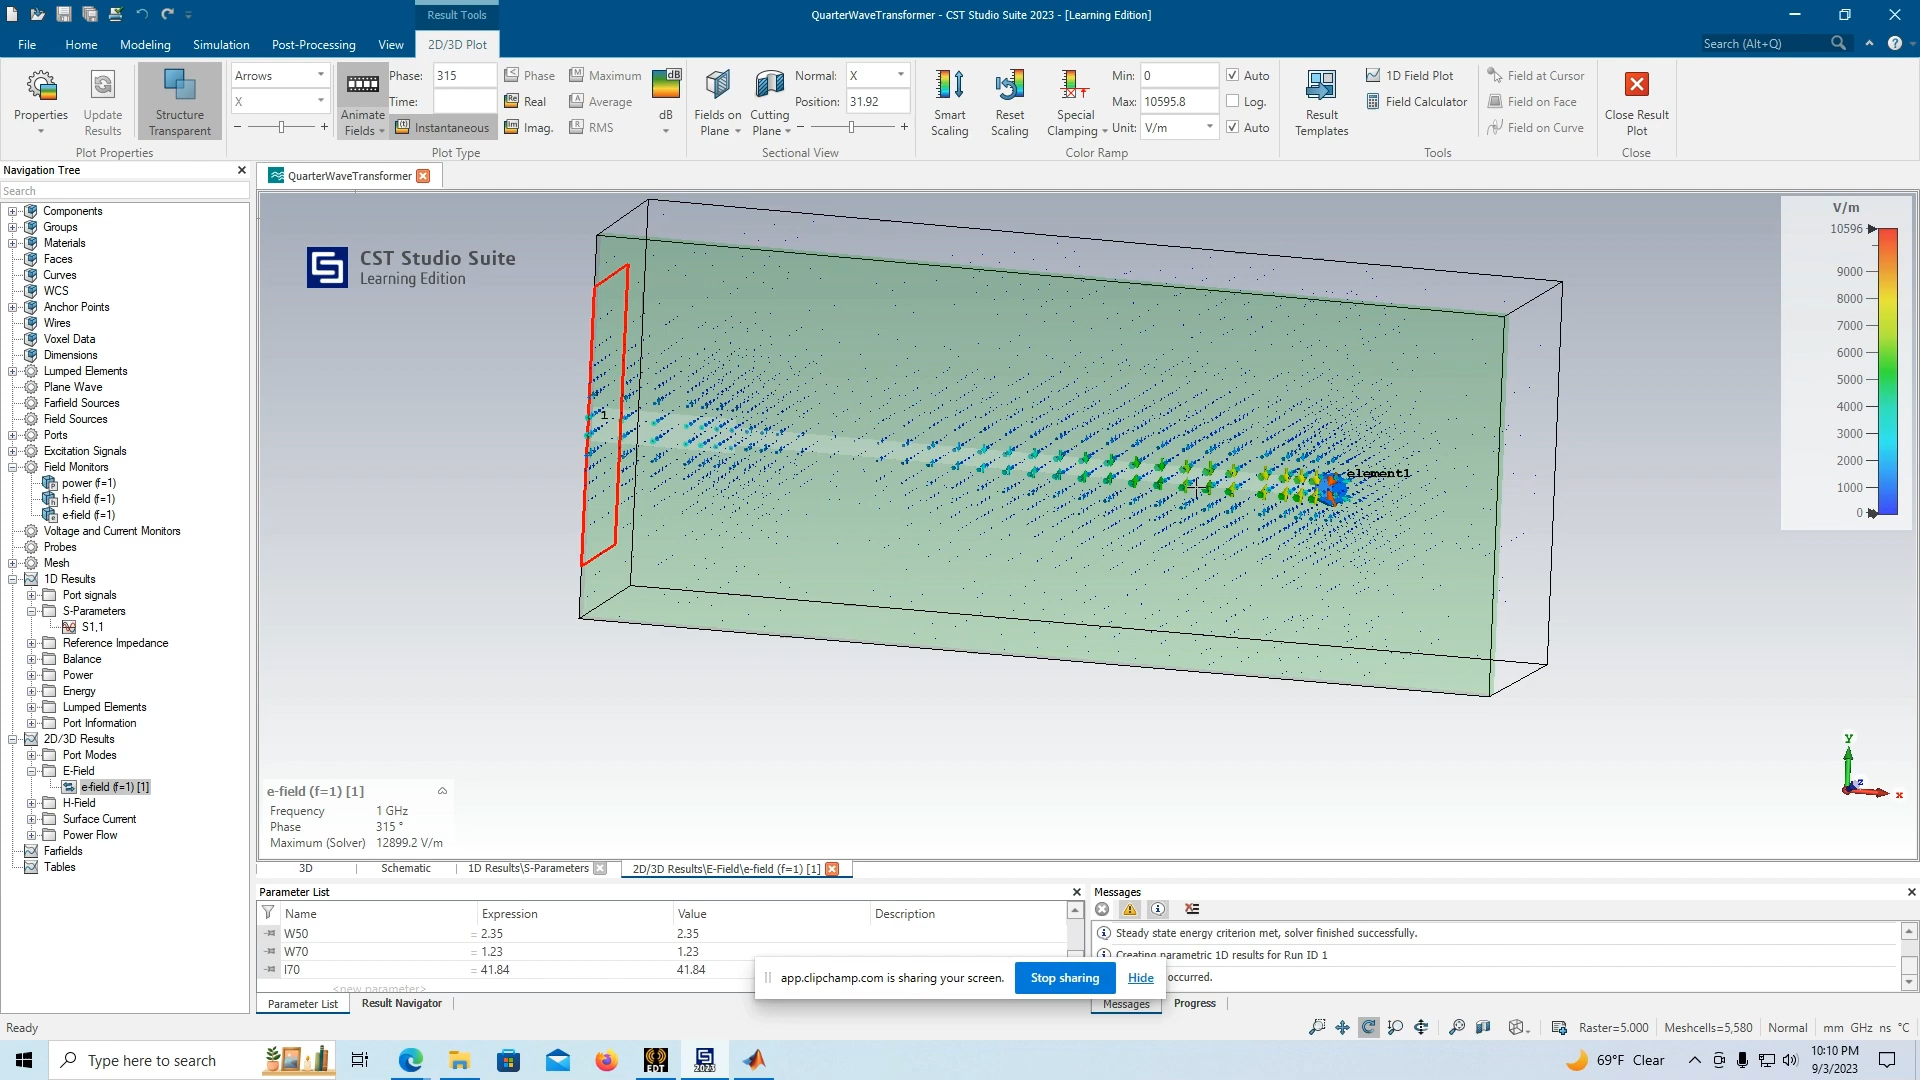 Result Tools
QuarterWaveTransformer - CST Studio Suite 2023 - [Learning Edition]
File
Home
Modeling
Simulation
Post-Processing
View
2D/3D Plot
Search (Alt+Q)
Properties
Update Results
Structure Transparent
Plot Properties
Arrows
X
Animate Fields
Phase: 315
Time:
Instantaneous
Phase
Real
Imag.
Maximum
Average
RMS
dB
dB
Plot Type
Fields on Plane
Cutting Plane
Normal: X
Position: 31.92
Sectional View
Smart Scaling
Reset Scaling
Special Clamping
Min: 0
Auto
Max: 10595.8
Log.
Unit: V/m
Auto
Color Ramp
Result Templates
1D Field Plot
Field Calculator
Field at Cursor
Field on Face
Field on Curve
Tools
Close Result Plot
Close
Navigation Tree
Search
Components
Groups
Materials
Faces
Curves
WCS
Anchor Points
Wires
Voxel Data
Dimensions
Lumped Elements
Plane Wave
Farfield Sources
Field Sources
Ports
Excitation Signals
Field Monitors
power (f=1)
h-field (f=1)
e-field (f=1)
Voltage and Current Monitors
Probes
Mesh
1D Results
Port signals
S-Parameters
S1,1
Reference Impedance
Balance
Power
Energy
Lumped Elements
Port Information
2D/3D Results
Port Modes
E-Field
e-field (f=1) [1]
H-Field
Surface Current
Power Flow
Farfields
Tables
QuarterWaveTransformer
CST Studio Suite
Learning Edition
1
element1
V/m
10596
9000
8000
7000
6000
5000
4000
3000
2000
1000
0
y
z
x
e-field (f=1) [1]
Frequency 1 GHz
Phase 315 °
Maximum (Solver) 12899.2 V/m
3D
Schematic
1D Results\S-Parameters
2D/3D Results\E-Field\e-field (f=1) [1]
Parameter List
Name Expression Value Description
W50 = 2.35 2.35
W70 = 1.23 1.23
l70 = 41.84 41.84
<new parameter>
Parameter List
Result Navigator
Messages
Steady state energy criterion met, solver finished successfully.
Creating parametric 1D results for Run ID 1
occurred.
Messages
Progress
app.clipchamp.com is sharing your screen.
Stop sharing
Hide
Ready
Raster=5.000
Meshcells=5,580
Normal
mm GHz ns °C
Type here to search
EDT
2023
69°F Clear
10:10 PM
9/3/2023